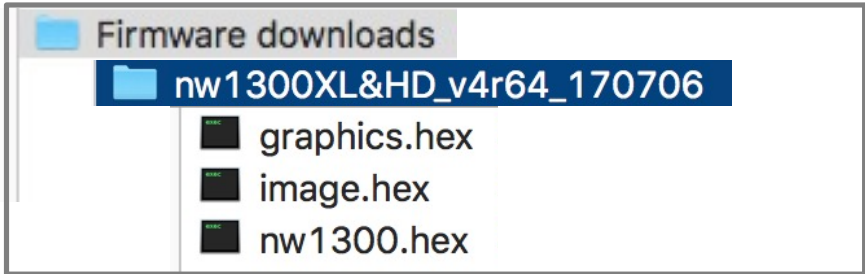 Firmware downloads
nw1300XL&HD_v4r64_170706
graphics.hex
image.hex
nw1300.hex